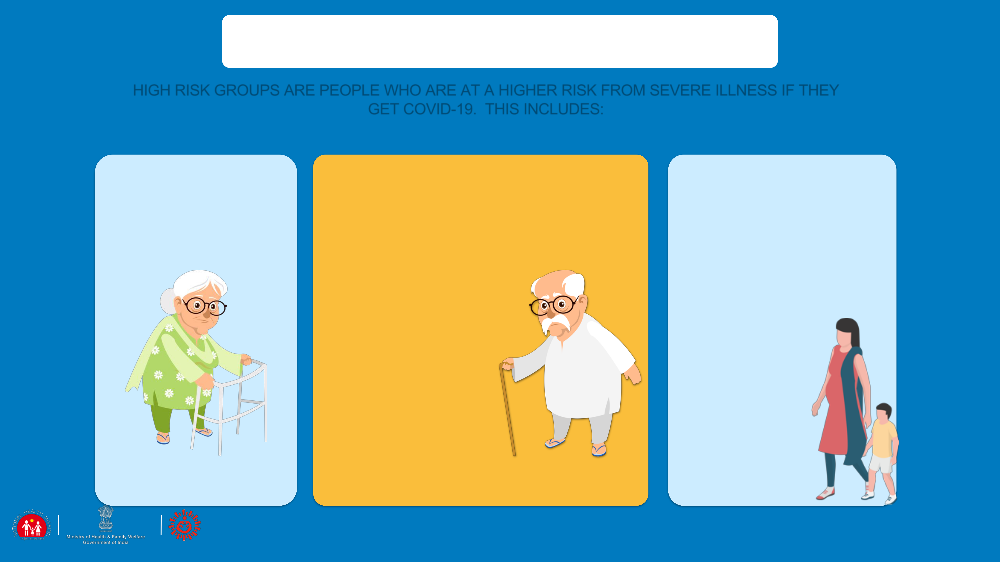 HIGH RISK GROUPS ARE PEOPLE WHO ARE AT A HIGHER RISK FROM SEVERE ILLNESS IF THEY
GET COVID-19. THIS INCLUDES:
NATIONAL HEALTH MISSION
Ministry of Health & Family Welfare
Government of India